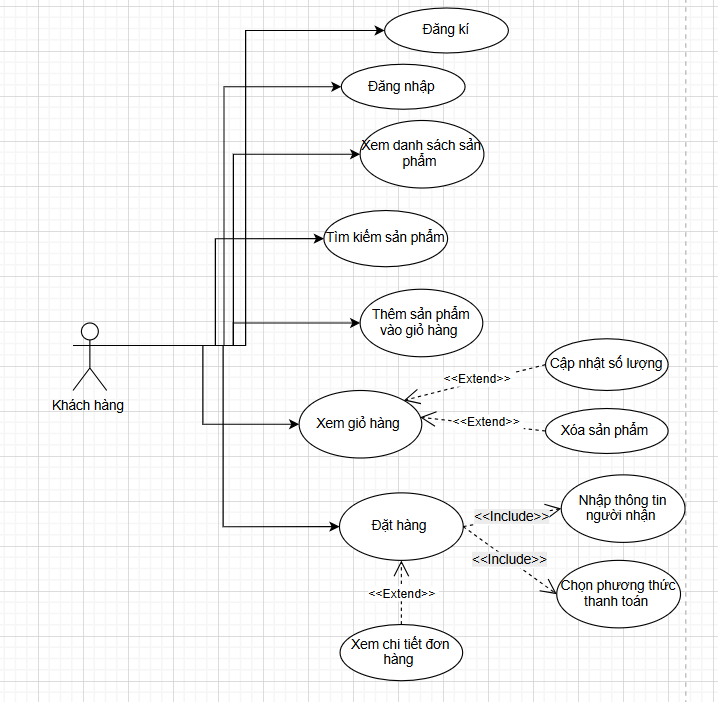 Đăng kí
Đăng nhập
Xem danh sách sản
phẩm
Tìm kiếm sản phẩm
Thêm sản phẩm
vào giỏ hàng
Khách hàng
Xem giỏ hàng
<<Extend>>
Cập nhật số lượng
<<Extend>>
Xóa sản phẩm
Đặt hàng
<<Include>>
Nhập thông tin
người nhận
<<Include>>
Chọn phương thức
thanh toán
<<Extend>>
Xem chi tiết đơn
hàng